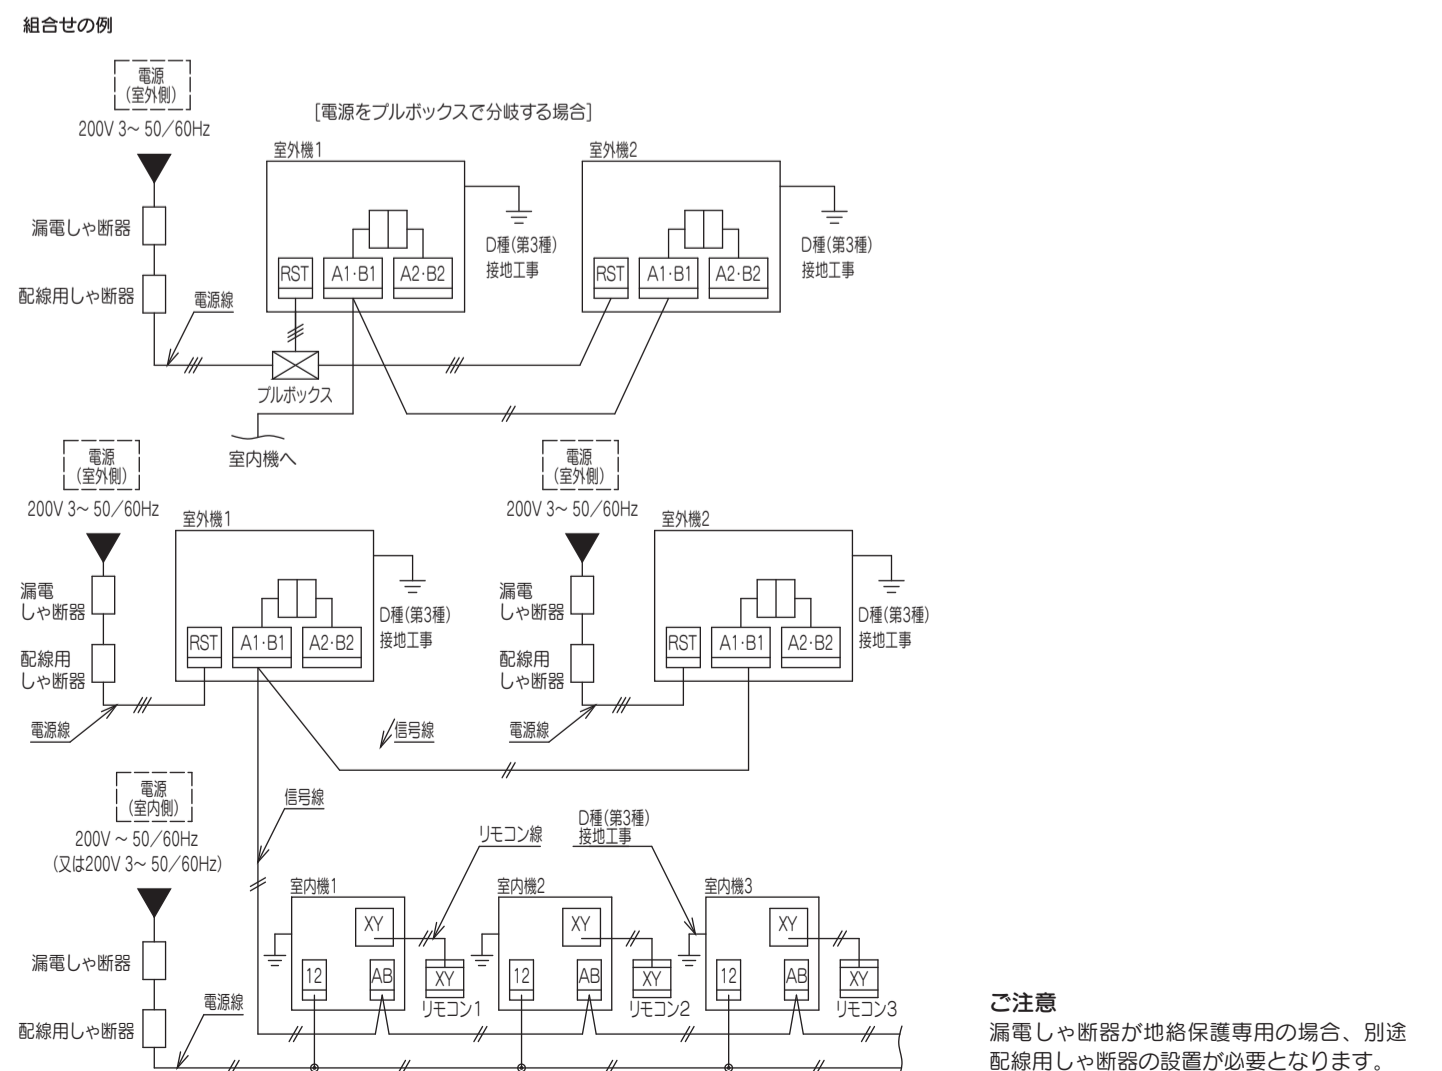 組合せの例
電源
(室外側)
200V 3～ 50／60Hz
[電源をプルボックスで分岐する場合]
室外機1
室外機2
漏電しゃ断器
配線用しゃ断器
電源線
RST
A1･B1
A2･B2
D種(第3種)
接地工事
RST
A1･B1
A2･B2
D種(第3種)
接地工事
プルボックス
室内機へ
電源
(室外側)
200V 3～ 50／60Hz
室外機1
漏電
しゃ断器
配線用
しゃ断器
電源線
RST
A1･B1
A2･B2
D種(第3種)
接地工事
信号線
電源
(室外側)
200V 3～ 50／60Hz
室外機2
漏電
しゃ断器
配線用
しゃ断器
電源線
RST
A1･B1
A2･B2
D種(第3種)
接地工事
電源
(室内側)
200V ～ 50／60Hz
(又は200V 3～ 50／60Hz)
信号線
リモコン線
D種(第3種)
接地工事
漏電しゃ断器
配線用しゃ断器
電源線
室内機1
XY
12
AB
XY
リモコン1
室内機2
XY
12
AB
XY
リモコン2
室内機3
XY
12
AB
XY
リモコン3
ご注意
漏電しゃ断器が地絡保護専用の場合、別途
配線用しゃ断器の設置が必要となります。